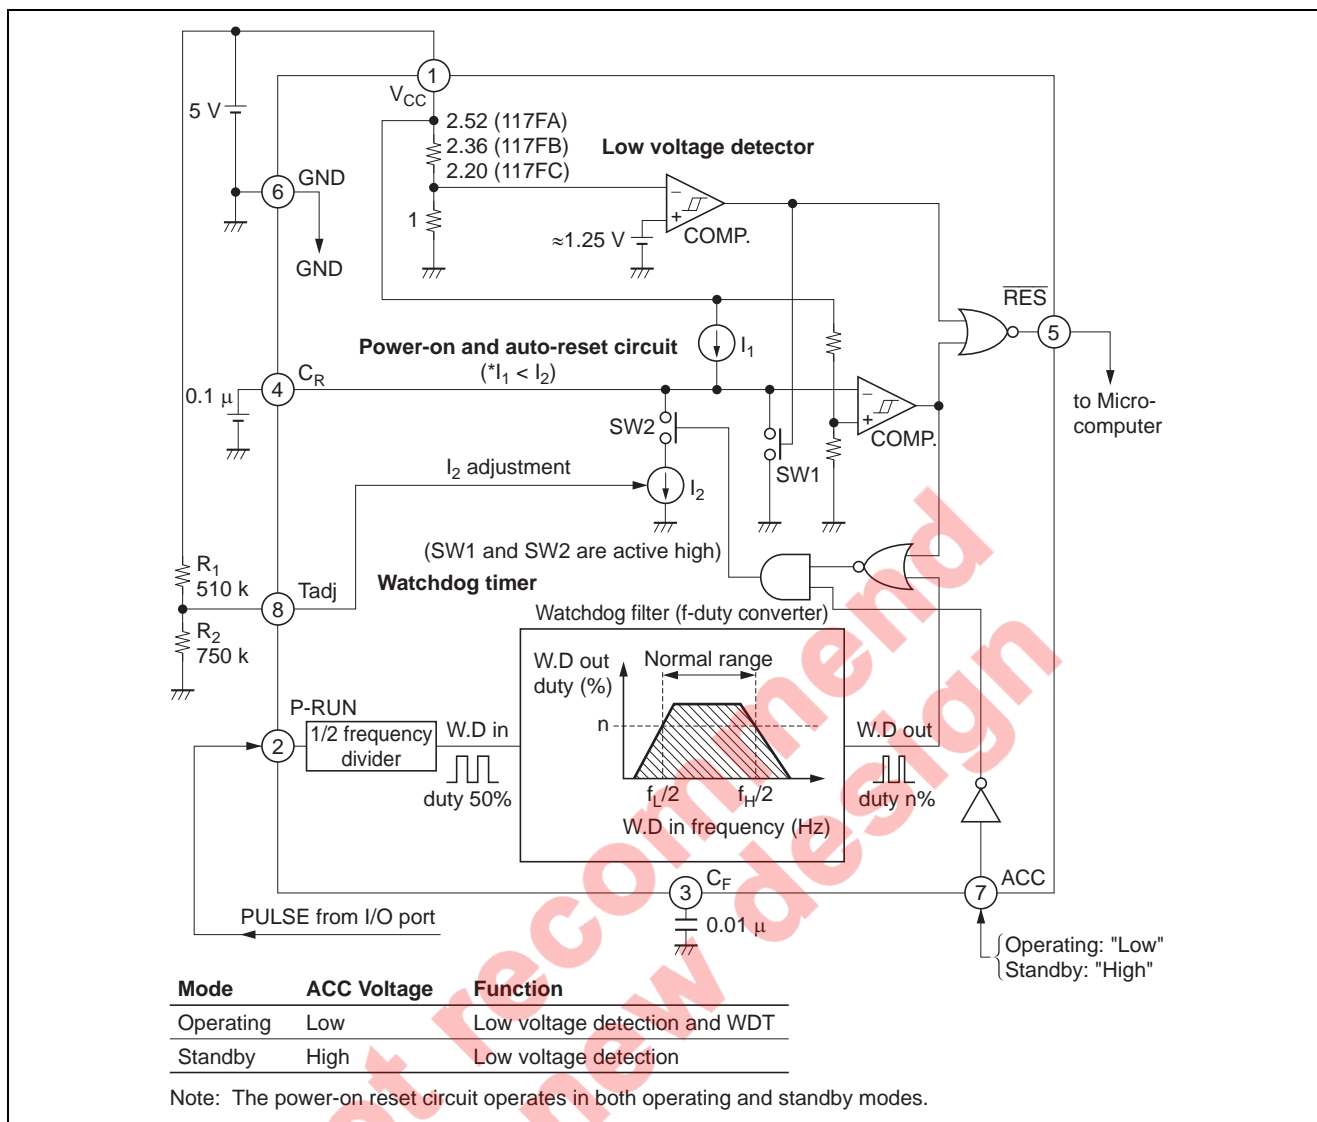 1
VCC
5 V
2.52 (117FA)
2.36 (117FB)
2.20 (117FC)
Low voltage detector
6
GND
GND
1
−
+
≈1.25 V
COMP.
RES
5
to Micro-
computer
Power-on and auto-reset circuit
(*I1 < I2)
I1
4
CR
0.1 μ
SW2
SW1
−
+
COMP.
I2 adjustment
I2
(SW1 and SW2 are active high)
Watchdog timer
R1
510 k
8
Tadj
R2
750 k
Watchdog filter (f-duty converter)
W.D out
duty (%)
Normal range
n
fL/2
fH/2
W.D in frequency (Hz)
P-RUN
2
1/2 frequency
divider
W.D in
duty 50%
W.D out
duty n%
3
CF
0.01 μ
7
ACC
PULSE from I/O port
Operating: "Low"
Standby: "High"
Mode ACC Voltage Function
Operating Low Low voltage detection and WDT
Standby High Low voltage detection
Note: The power-on reset circuit operates in both operating and standby modes.
ot recommend
new design